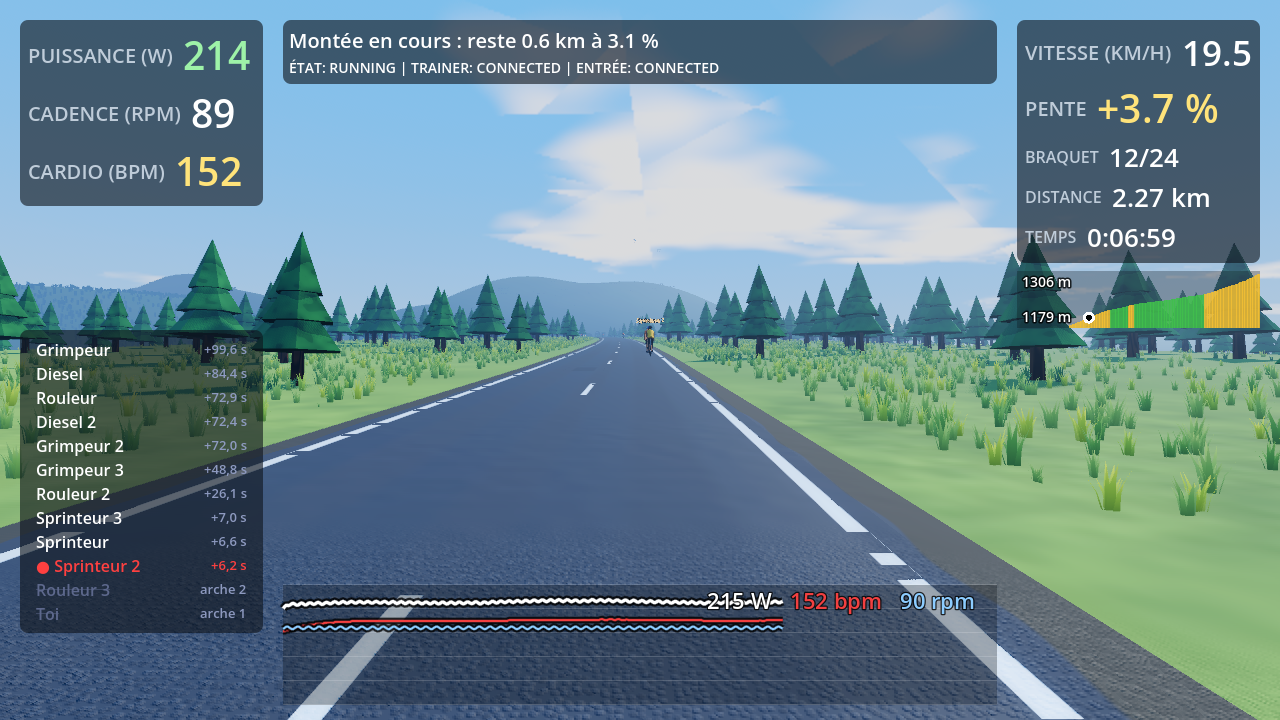 PUISSANCE (W) 214
CADENCE (RPM) 89
CARDIO (BPM) 152
Montée en cours : reste 0.6 km à 3.1 %
ÉTAT: RUNNING | TRAINER: CONNECTED | ENTRÉE: CONNECTED
VITESSE (KM/H) 19.5
PENTE +3.7 %
BRAQUET 12/24
DISTANCE 2.27 km
TEMPS 0:06:59
1306 m
1179 m
Grimpeur +99,6 s
Diesel +84,4 s
Rouleur +72,9 s
Diesel 2 +72,4 s
Grimpeur 2 +72,0 s
Grimpeur 3 +48,8 s
Rouleur 2 +26,1 s
Sprinteur 3 +7,0 s
Sprinteur +6,6 s
Sprinteur 2 +6,2 s
Rouleur 3 arche 2
Toi arche 1
215 W 152 bpm 90 rpm